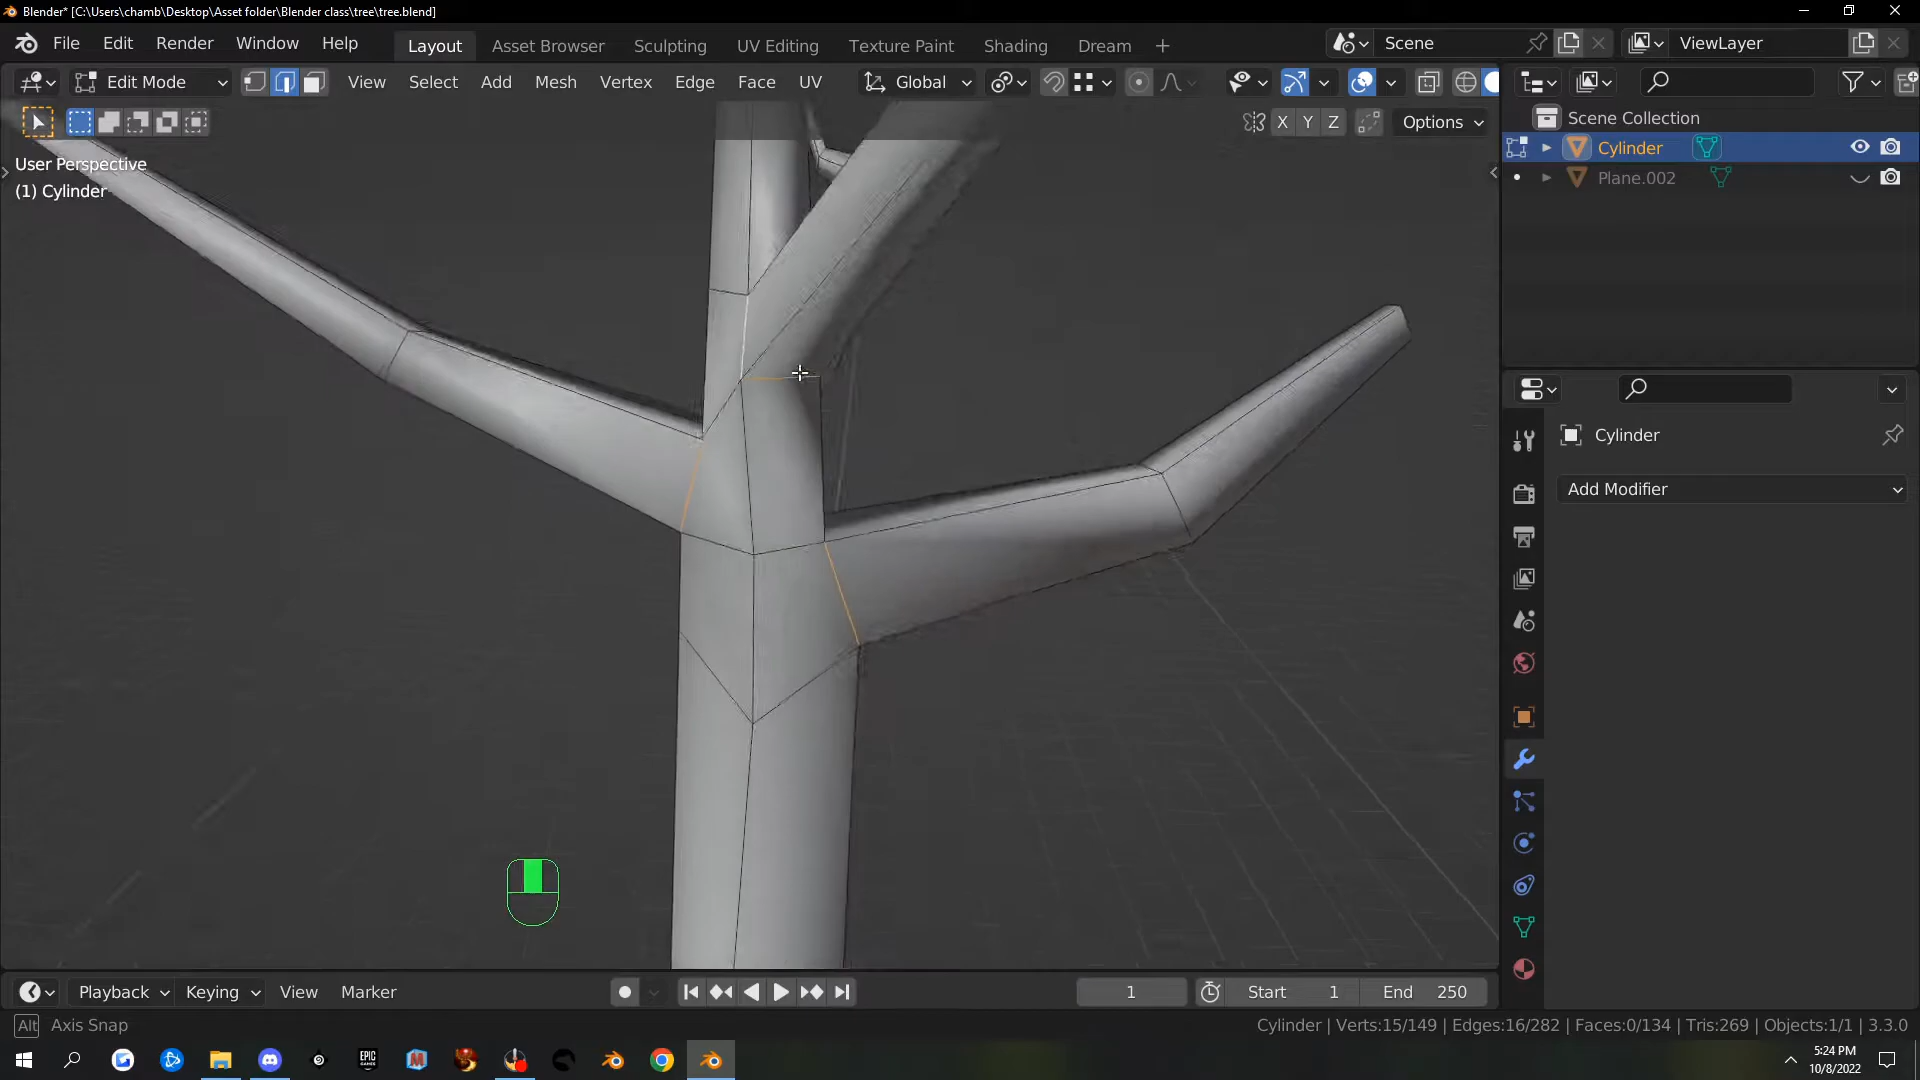 Blender* [C:\Users\chamb\Desktop\Asset folder\Blender class\tree\tree.blend]
File Edit Render Window Help Layout Asset Browser Sculpting UV Editing Texture Paint Shading Dream Scene ViewLayer
Edit Mode View Select Add Mesh Vertex Edge Face UV Global
X Y Z Options
Scene Collection
Cylinder
Plane.002
User Perspective
(1) Cylinder
Cylinder
Add Modifier
Playback Keying View Marker 1 Start 1 End 250
Alt Axis Snap Cylinder | Verts:15/149 | Edges:16/282 | Faces:0/134 | Tris:269 | Objects:1/1 | 3.3.0
EPIC GAMES
5:24 PM
10/8/2022